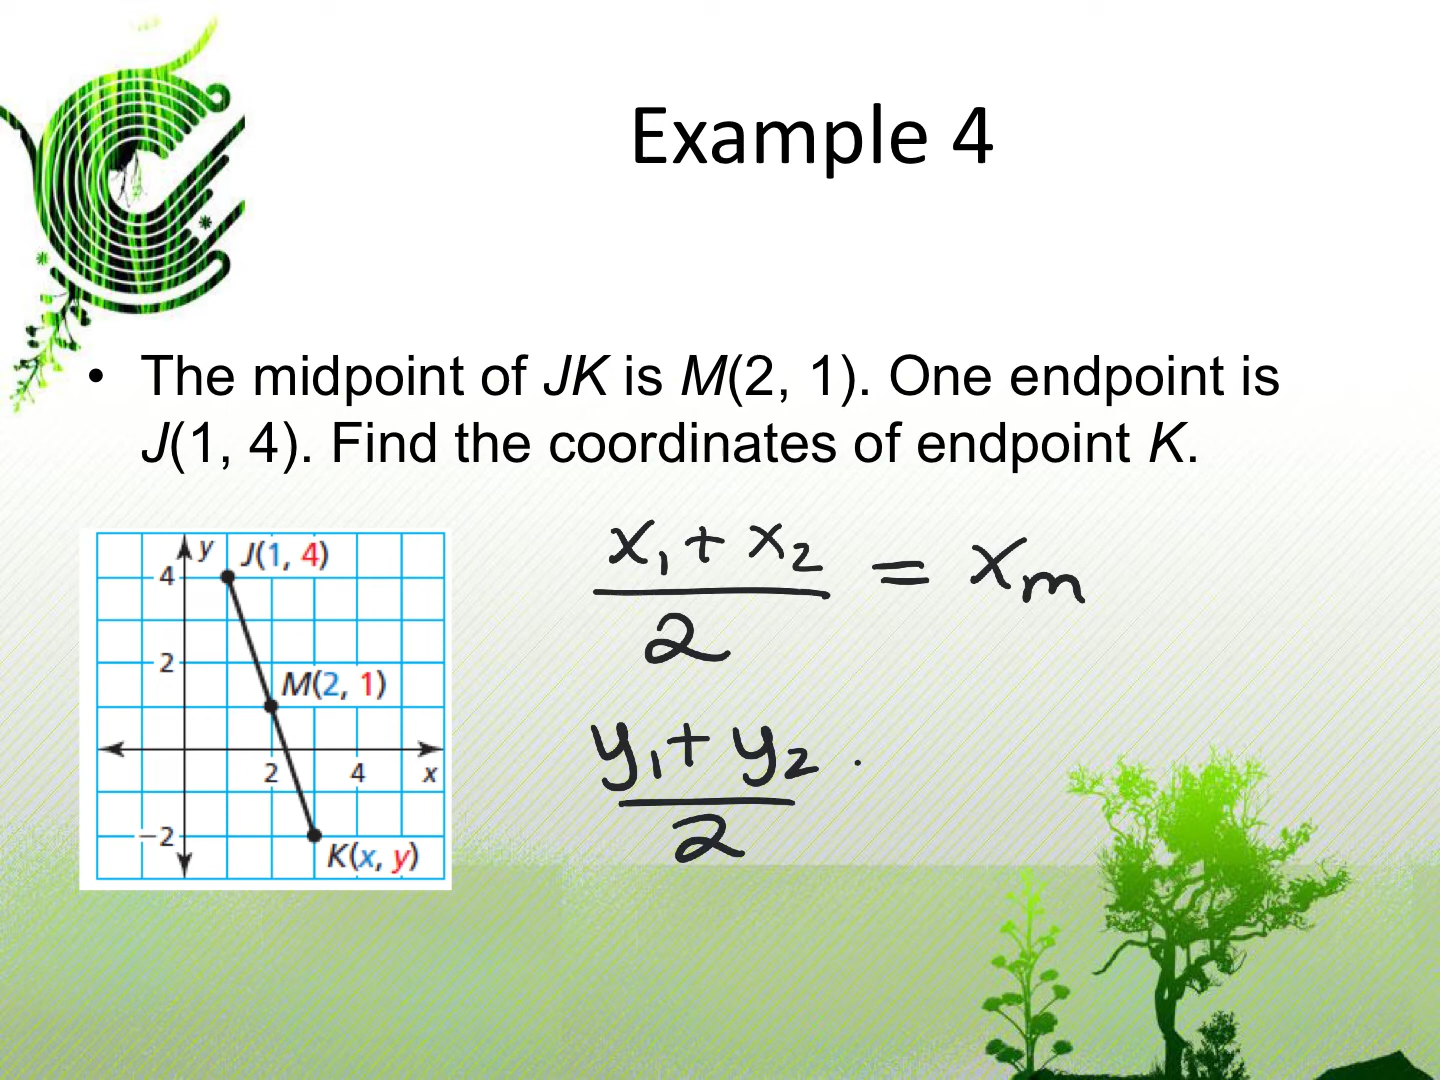 Example 4
• The midpoint of JK is M(2, 1). One endpoint is
J(1, 4). Find the coordinates of endpoint K.
y
J(1, 4)
4
2
M(2, 1)
2
4
x
−2
K(x, y)
x₁ + x₂
= xₘ
2
y₁ + y₂
2